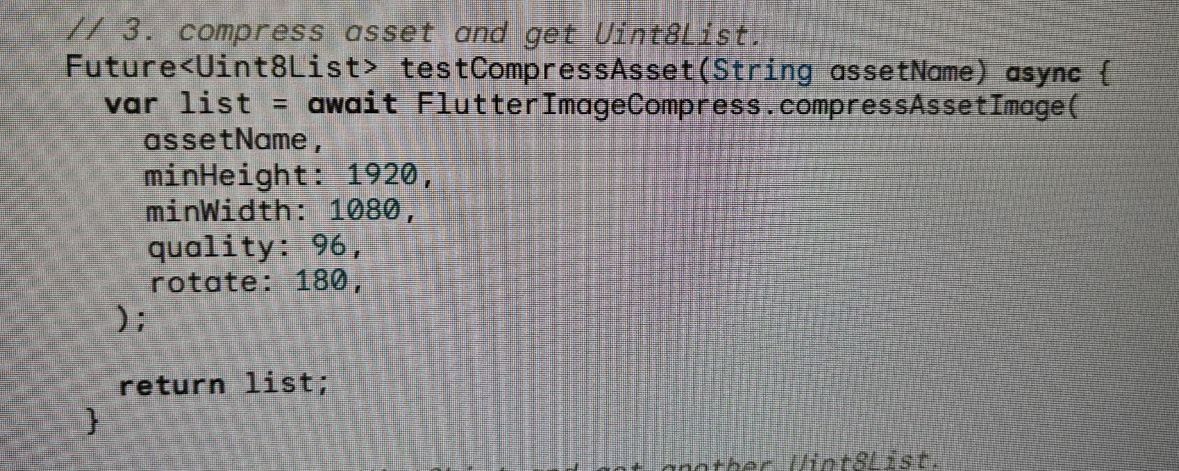 // 3. compress asset and get Uint8List.
Future<Uint8List> testCompressAsset(String assetName) async {
  var list = await FlutterImageCompress.compressAssetImage(
    assetName,
    minHeight: 1920,
    minWidth: 1080,
    quality: 96,
    rotate: 180,
  );

  return list;
}
another Uint8List.